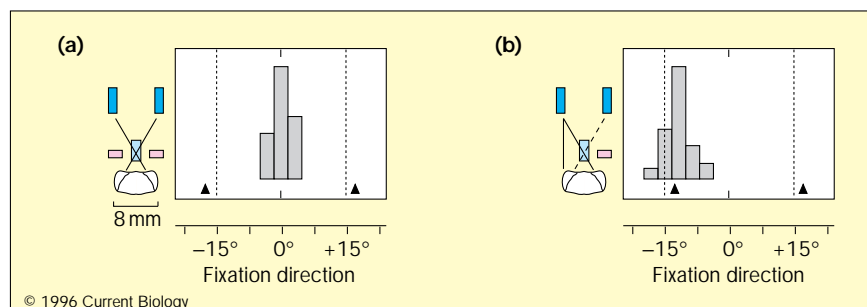 (a)
8 mm
−15° 0° +15°
Fixation direction
(b)
−15° 0° +15°
Fixation direction
© 1996 Current Biology